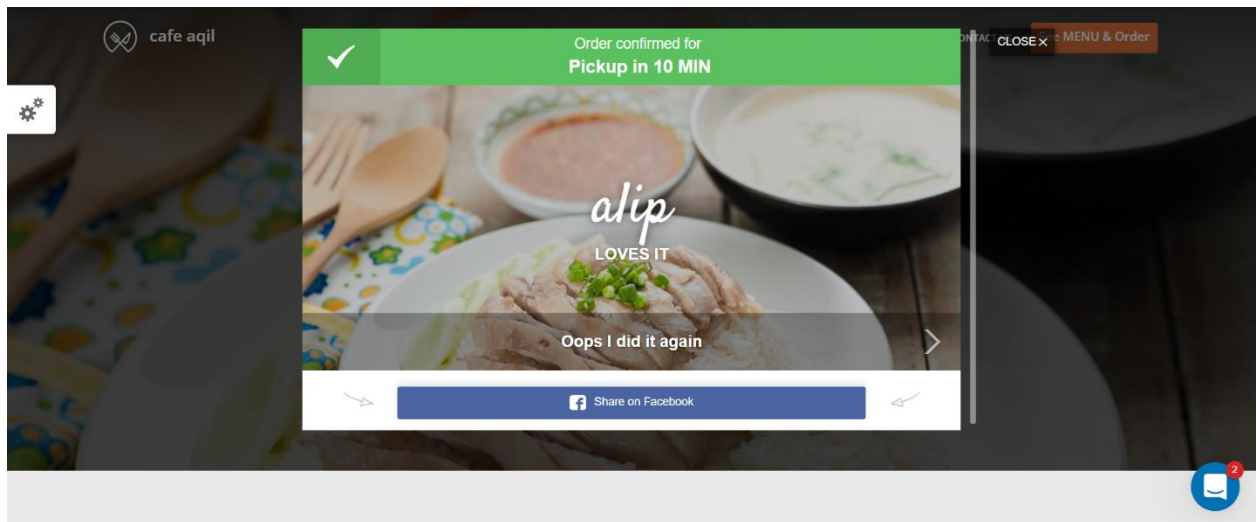 cafe aqil
Order confirmed for
Pickup in 10 MIN
CLOSE ×
MENU & Order
alip
LOVES IT
Oops I did it again
Share on Facebook
2